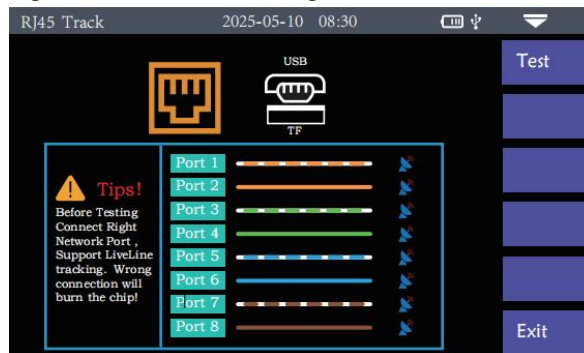 RJ45 Track 2025-05-10 08:30
Test
USB
TF
Tips!
Before Testing
Connect Right
Network Port ,
Support LiveLine
tracking. Wrong
connection will
burn the chip!
Port 1
Port 2
Port 3
Port 4
Port 5
Port 6
Port 7
Port 8
Exit